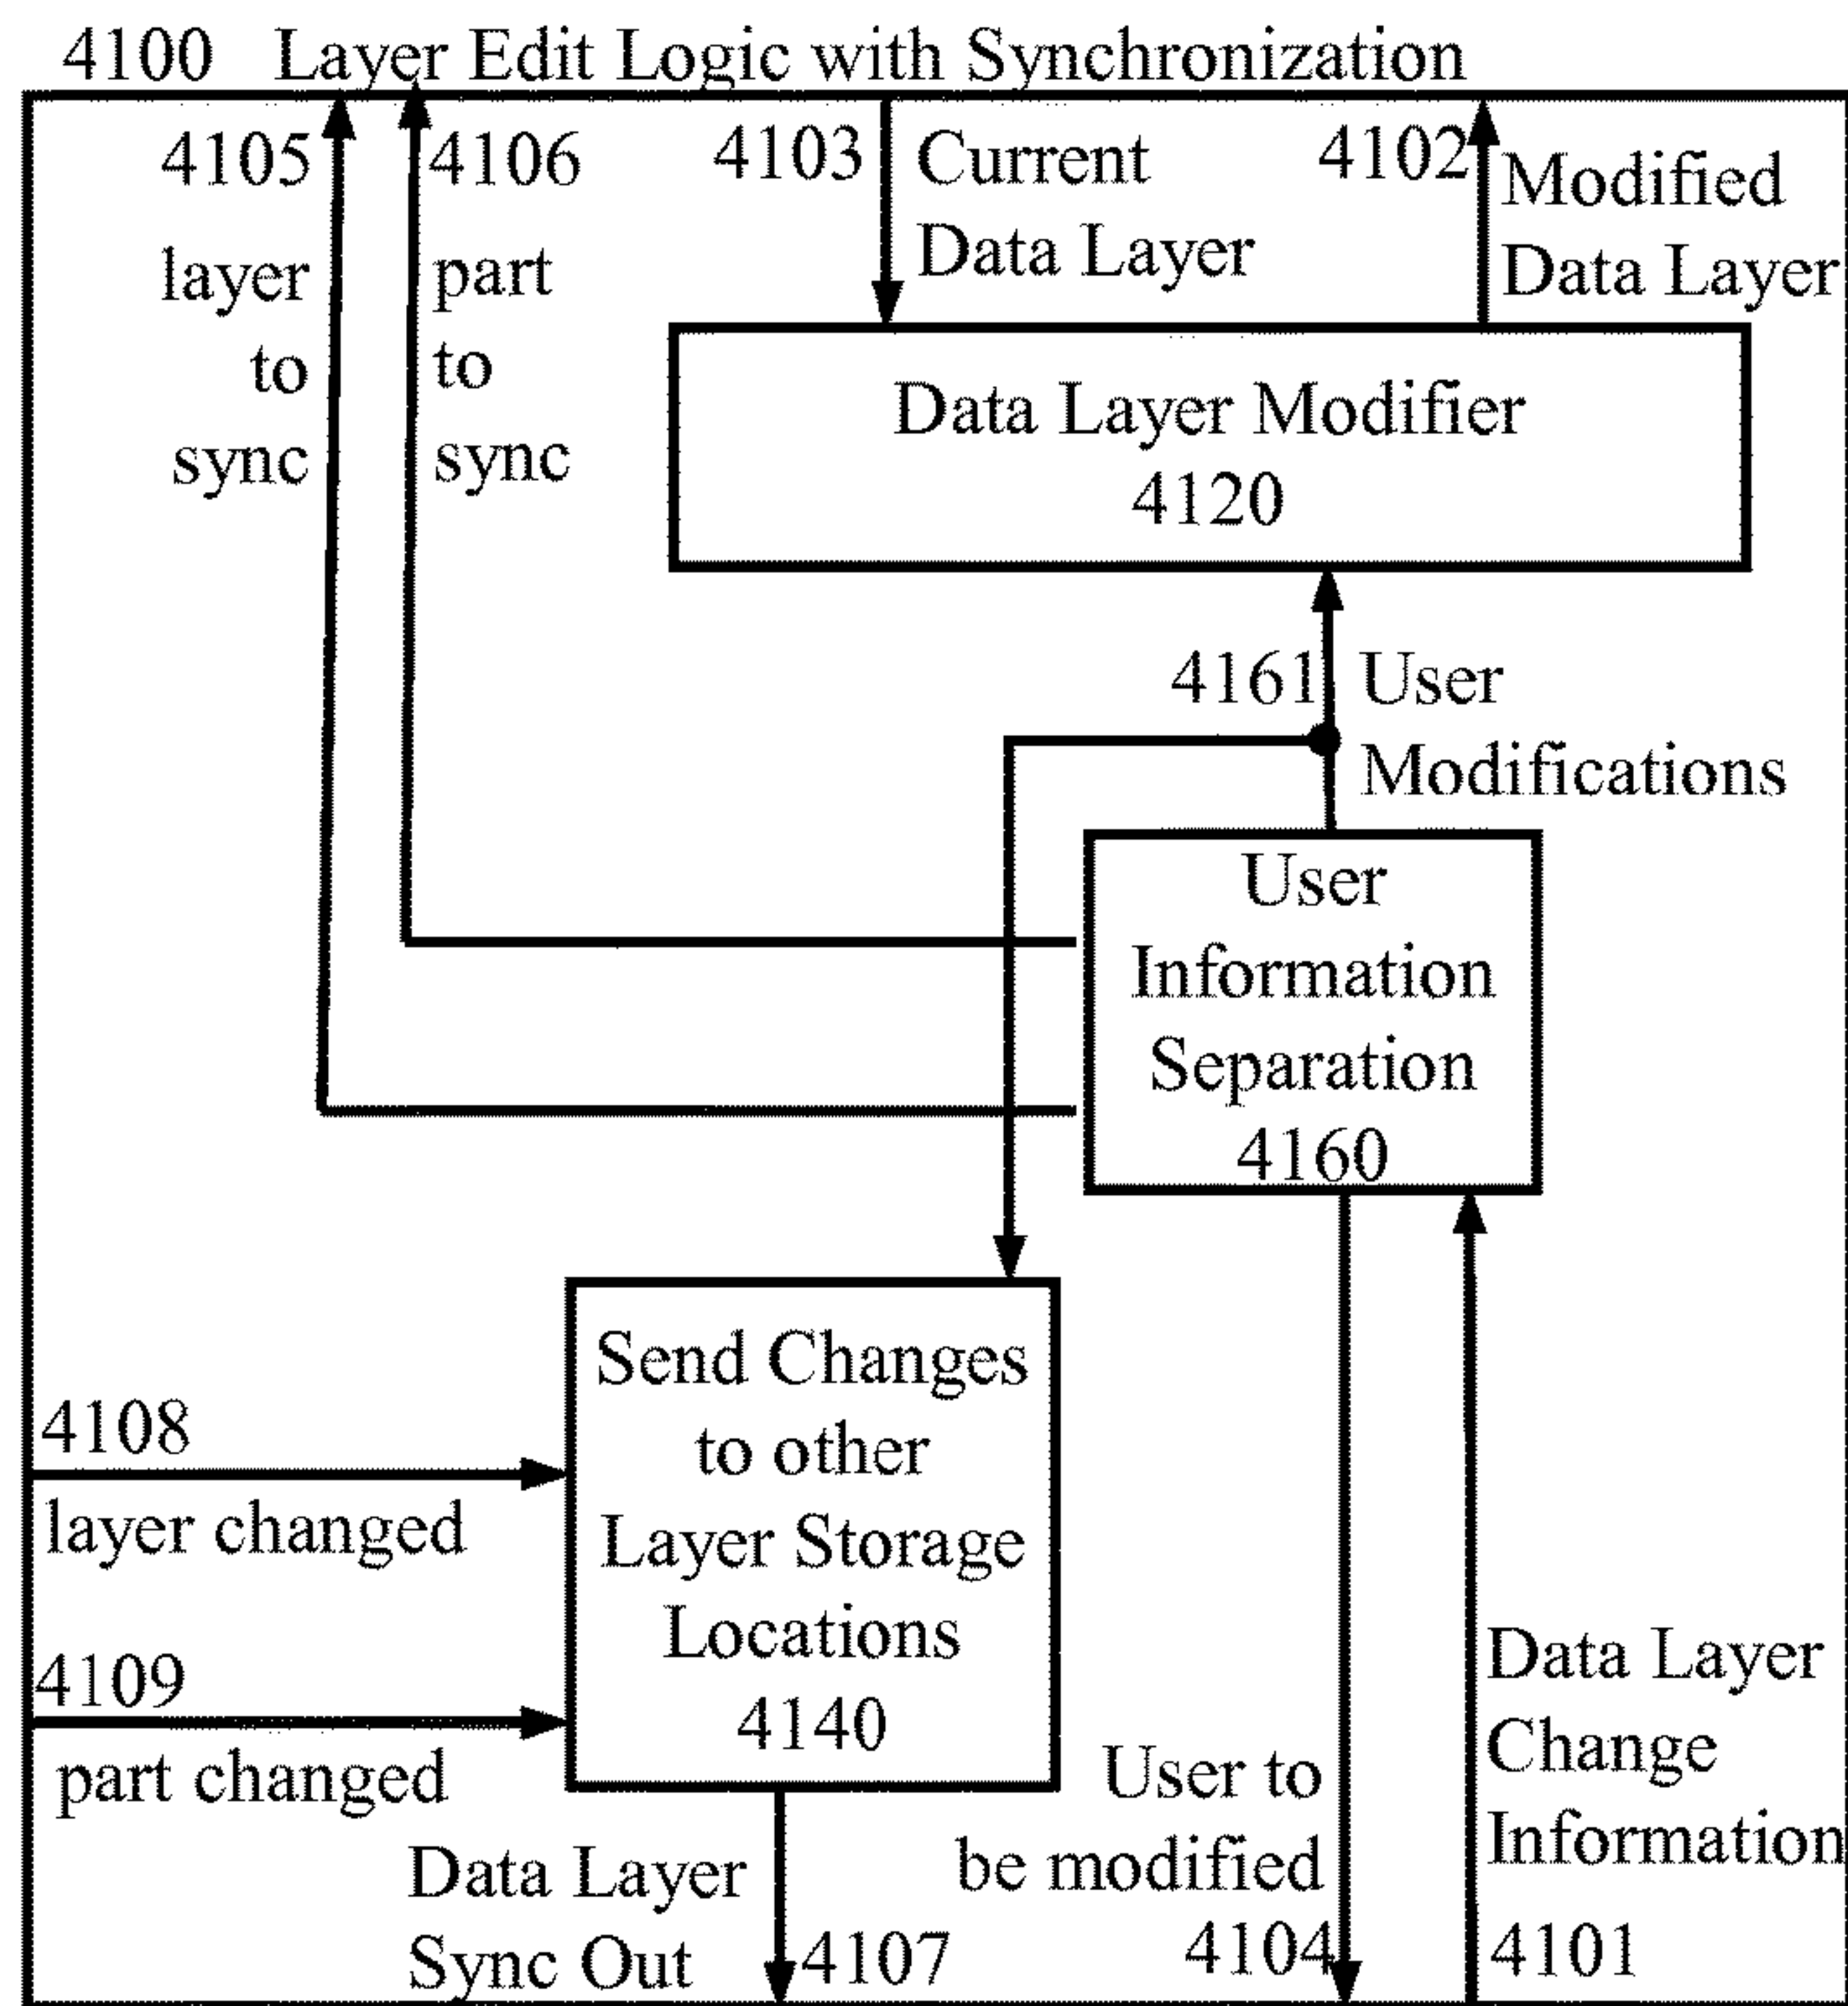 4100 Layer Edit Logic with Synchronization
4105
layer
to
sync
4106
part
to
sync
4103
Current
Data Layer
4102
Modified
Data Layer
Data Layer Modifier
4120
4161
User
Modifications
User
Information
Separation
4160
Send Changes
to other
Layer Storage
Locations
4140
4108
layer changed
4109
part changed
Data Layer
Sync Out
4107
User to
be modified
4104
Data Layer
Change
Information
4101